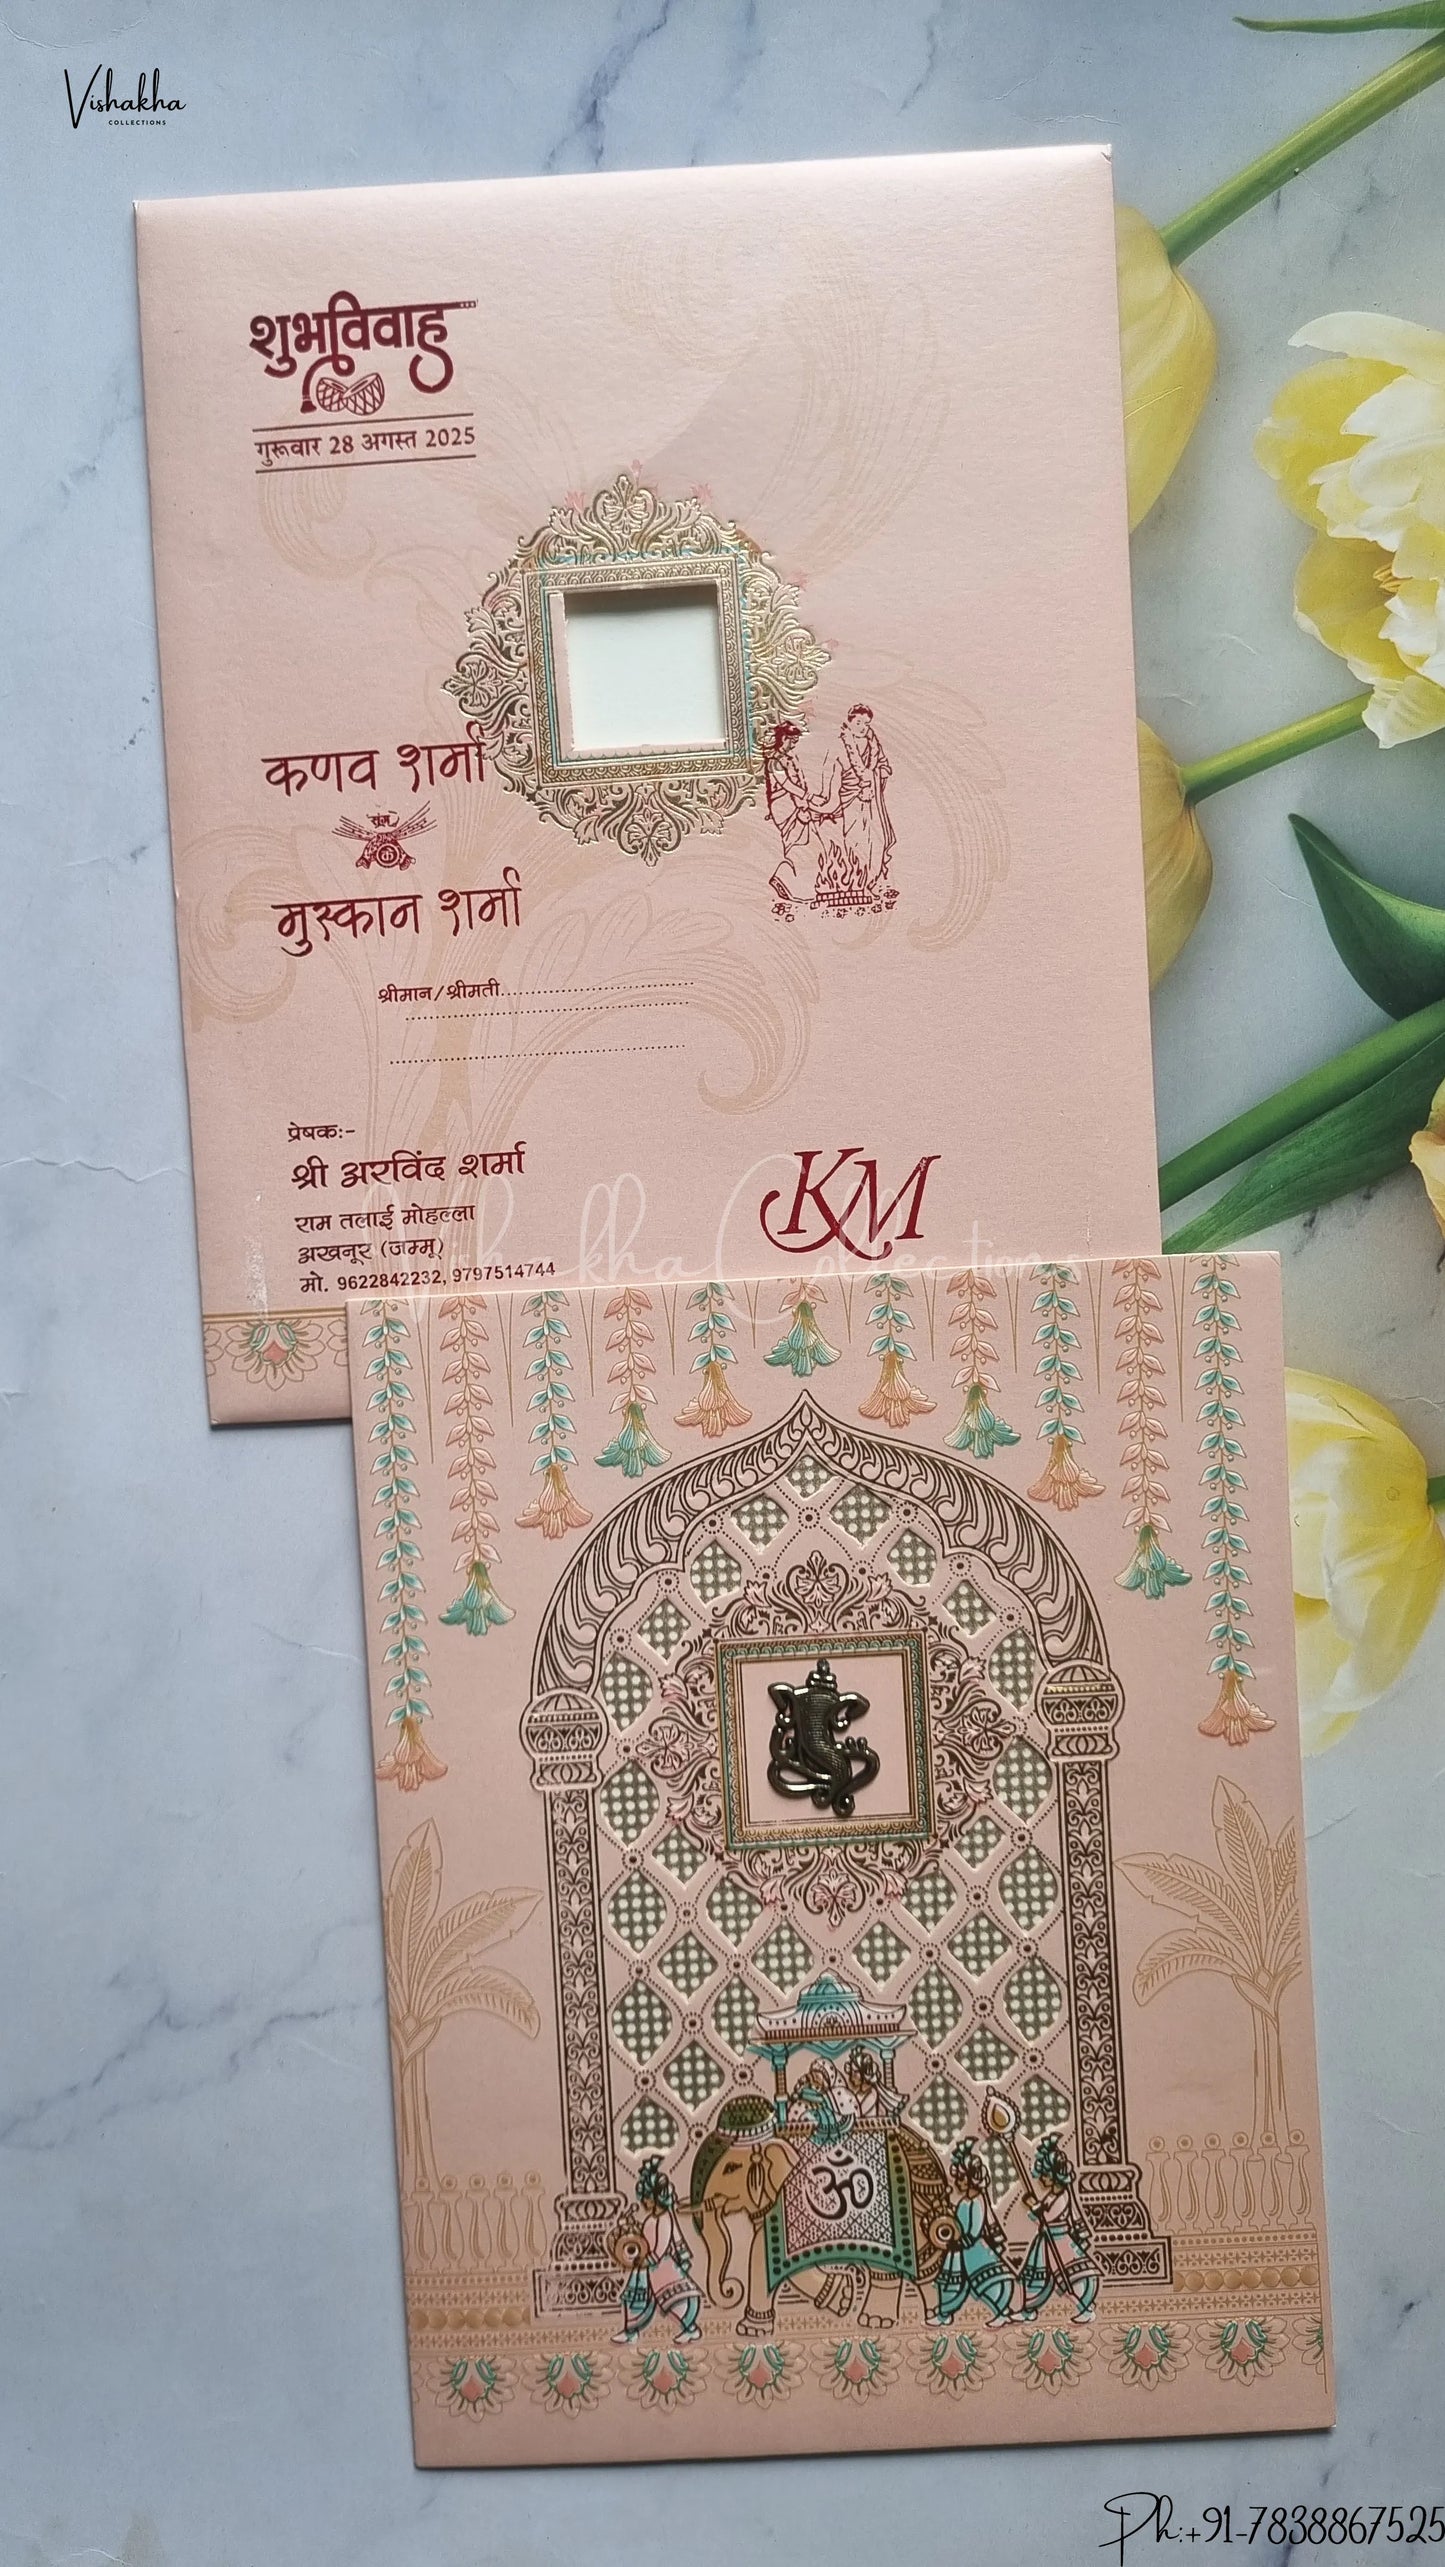 Vishakha
COLLECTIONS
शुभविवाह
गुरूवार 28 अगस्त 2025
कणव शर्मा
संग
मुस्कान शर्मा
श्रीमान/श्रीमती
प्रेषकः-
श्री अरविंद शर्मा
राम तलाई मोहल्ला
अखनूर (जम्मू)
मो. 9622842232, 9797514744
KM
Vishakha Collections
ॐ
Ph:+91-7838867525